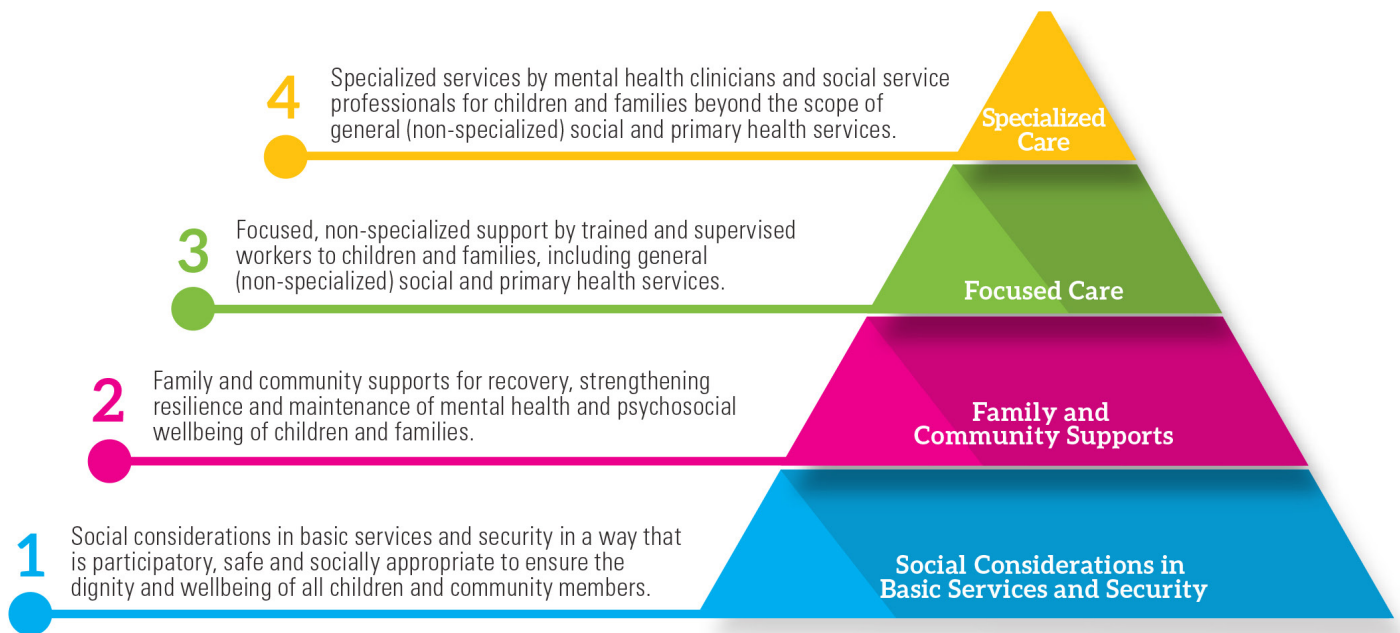 4
Specialized services by mental health clinicians and social service
professionals for children and families beyond the scope of
general (non-specialized) social and primary health services.
Specialized
Care
3
Focused, non-specialized support by trained and supervised
workers to children and families, including general
(non-specialized) social and primary health services.
Focused Care
2
Family and community supports for recovery, strengthening
resilience and maintenance of mental health and psychosocial
wellbeing of children and families.
Family and
Community Supports
1
Social considerations in basic services and security in a way that
is participatory, safe and socially appropriate to ensure the
dignity and wellbeing of all children and community members.
Social Considerations in
Basic Services and Security